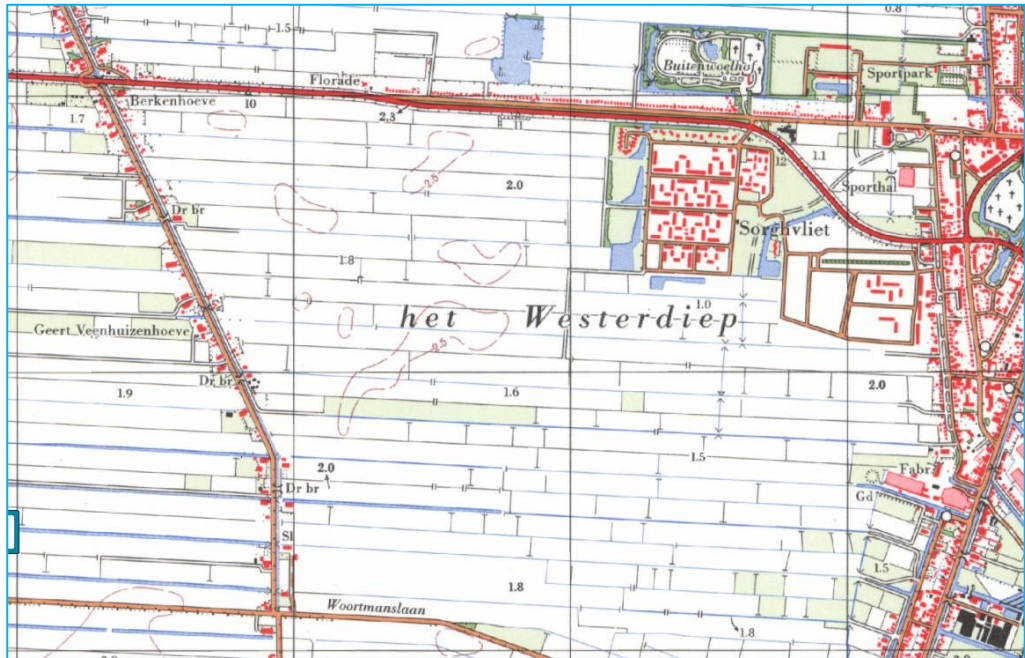 0.8
1.5
Buitenwoelhof
Sportpark
Florade
Berkenhoeve
10
2.3
11
1.7
12
1.1
2.5
2.0
Sporthal
Dr br
Sorghvliet
1.8
1.0
het Westerdiep
Geert Veenhuizenhoeve
2.5
Dr br
1.9
1.6
2.0
1.5
2.0
Fabr
Dr br
Gd
Sl
1.5
1.8
Woortmanslaan
1.8